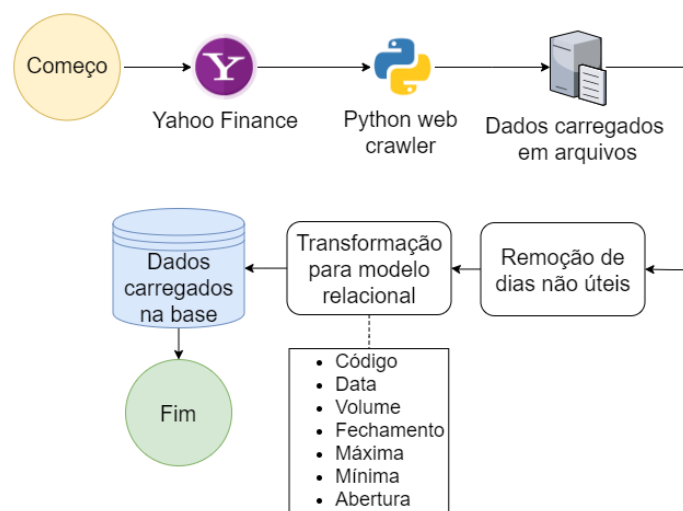 Começo
Y
Yahoo Finance
Python web
crawler
Dados carregados
em arquivos
Remoção de
dias não úteis
Transformação
para modelo
relacional
Dados
carregados
na base
Código
Data
Volume
Fechamento
Máxima
Mínima
Abertura
Fim